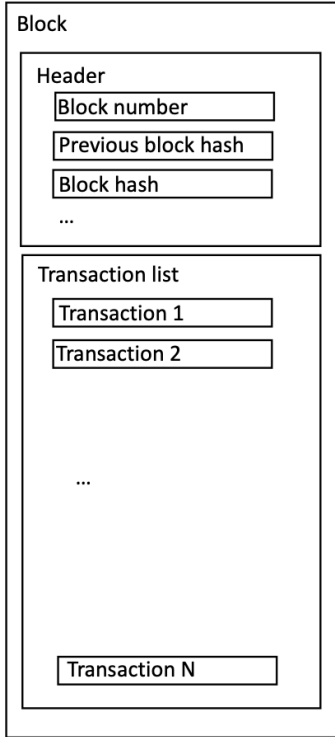 Block
Header
Block number
Previous block hash
Block hash
...
Transaction list
Transaction 1
Transaction 2
...
Transaction N